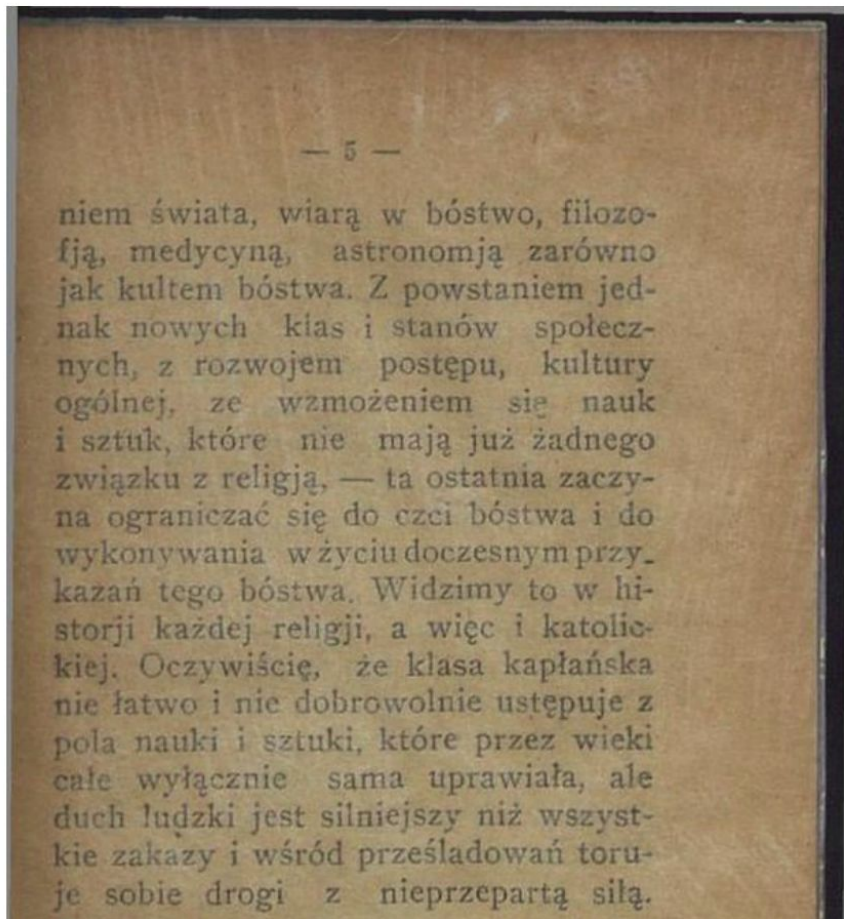 — 5 —
niem świata, wiarą w bóstwo, filozo-
fją, medycyną, astronomją zarówno
jak kultem bóstwa. Z powstaniem jed-
nak nowych klas i stanów społecz-
nych, z rozwojem postępu, kultury
ogólnej, ze wzmożeniem się nauk
i sztuk, które nie mają już żadnego
związku z religją, — ta ostatnia zaczy-
na ograniczać się do czci bóstwa i do
wykonywania w życiu doczesnym przy-
kazań tego bóstwa. Widzimy to w hi-
storji każdej religji, a więc i katolic-
kiej. Oczywiścię, że klasa kapłańska
nie łatwo i nie dobrowolnie ustępuje z
pola nauki i sztuki, które przez wieki
całe wyłącznie sama uprawiała, ale
duch ludzki jest silniejszy niż wszyst-
kie zakazy i wśród prześladowań toru-
je sobie drogi z nieprzepartą siłą.